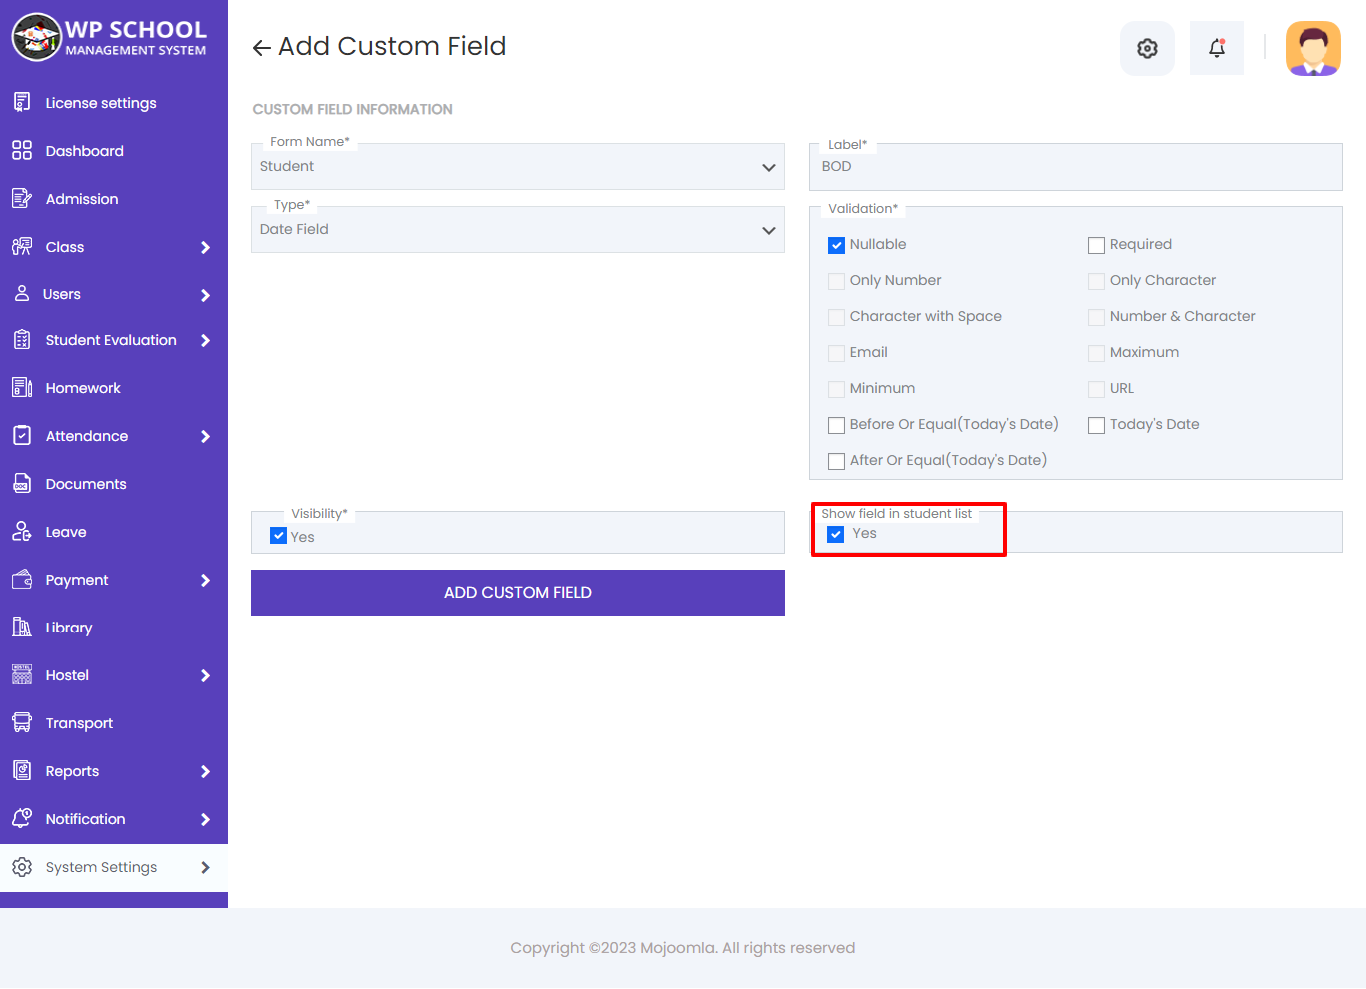 WP SCHOOL
MANAGEMENT SYSTEM
License settings
Dashboard
Admission
Class
Users
Student Evaluation
Homework
Attendance
Documents
Leave
Payment
Library
Hostel
Transport
Reports
Notification
System Settings
Add Custom Field
CUSTOM FIELD INFORMATION
Form Name*
Student
Label*
BOD
Type*
Date Field
Validation*
Nullable
Required
Only Number
Only Character
Character with Space
Number & Character
Email
Maximum
Minimum
URL
Before Or Equal(Today's Date)
Today's Date
After Or Equal(Today's Date)
Visibility*
Yes
Show field in student list
Yes
ADD CUSTOM FIELD
Copyright ©2023 Mojoomla. All rights reserved